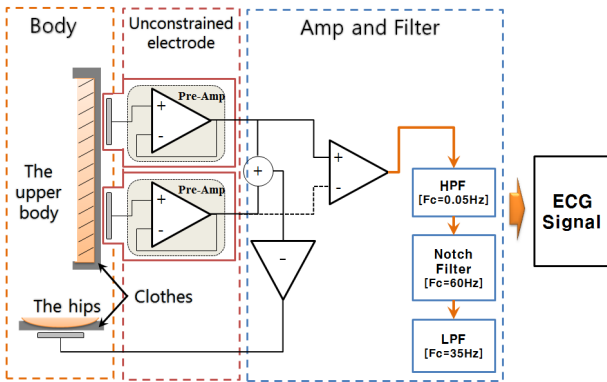 Body
Unconstrained
electrode
Amp and Filter
Pre-Amp
+
-
The
upper
body
Pre-Amp
+
-
+
+
-
HPF
[Fc=0.05Hz]
Notch
Filter
[Fc=60Hz]
LPF
[Fc=35Hz]
ECG
Signal
-
The hips
Clothes